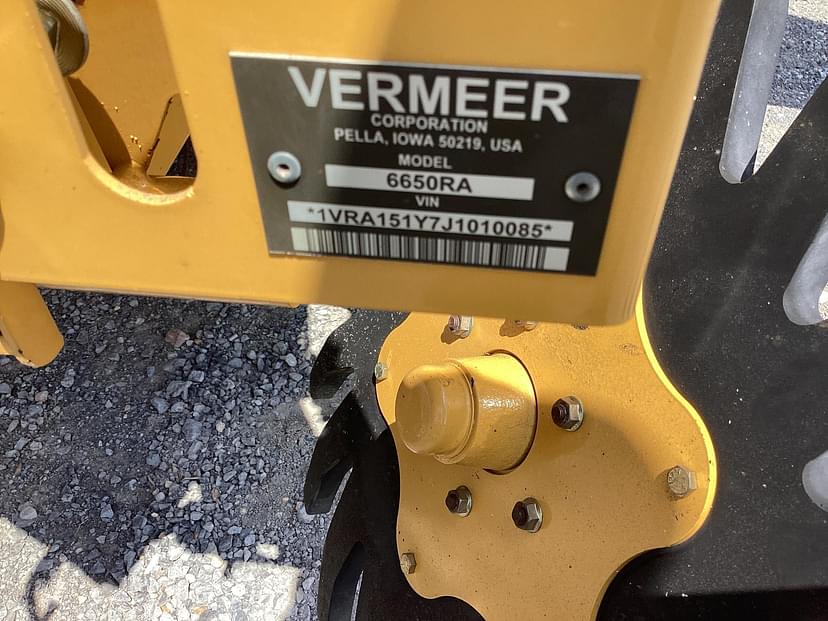 VERMEER
CORPORATION
PELLA, IOWA 50219, USA
MODEL
6650RA
VIN
*1VRA151Y7J1010085*